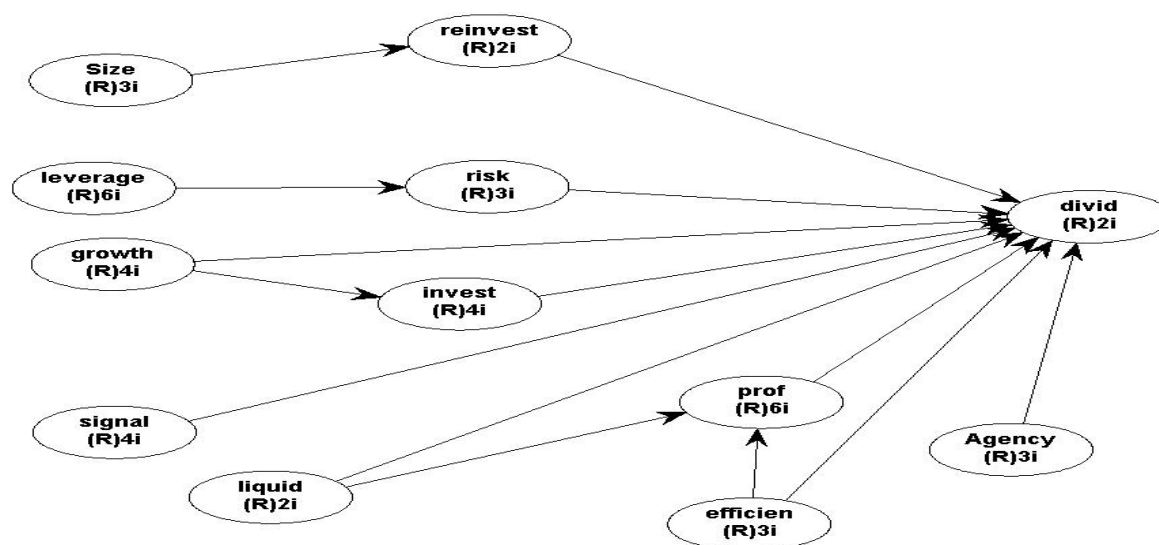 reinvest
(R)2i
Size
(R)3i
leverage
(R)6i
risk
(R)3i
divid
(R)2i
growth
(R)4i
invest
(R)4i
prof
(R)6i
signal
(R)4i
Agency
(R)3i
liquid
(R)2i
efficien
(R)3i